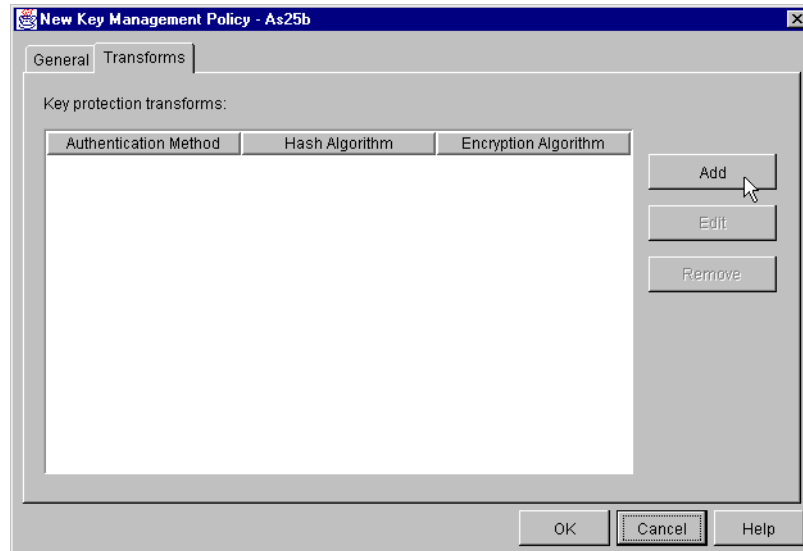 New Key Management Policy - As25b
General Transforms
Key protection transforms:
Authentication Method Hash Algorithm Encryption Algorithm
Add
Edit
Remove
OK Cancel Help